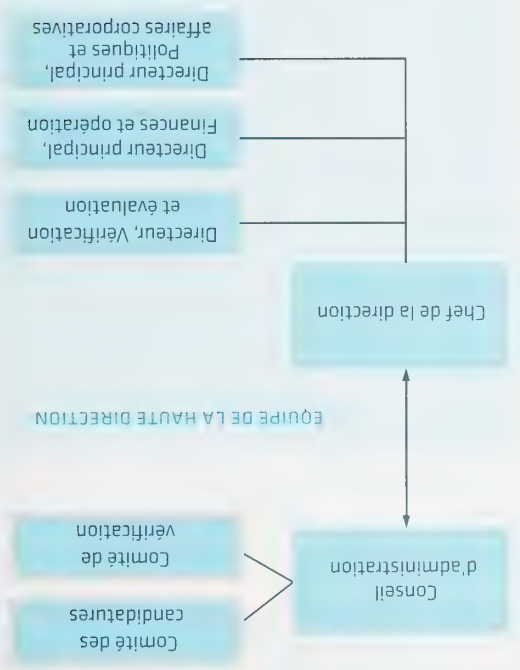 Conseil
d'administration
Comité des
candidatures
Comité de
vérification
EQUIPE DE LA HAUTE DIRECTION
Chef de la direction
Directeur, Vérification
et évaluation
Directeur principal,
Finances et opération
Directeur principal,
Politiques et
affaires corporatives